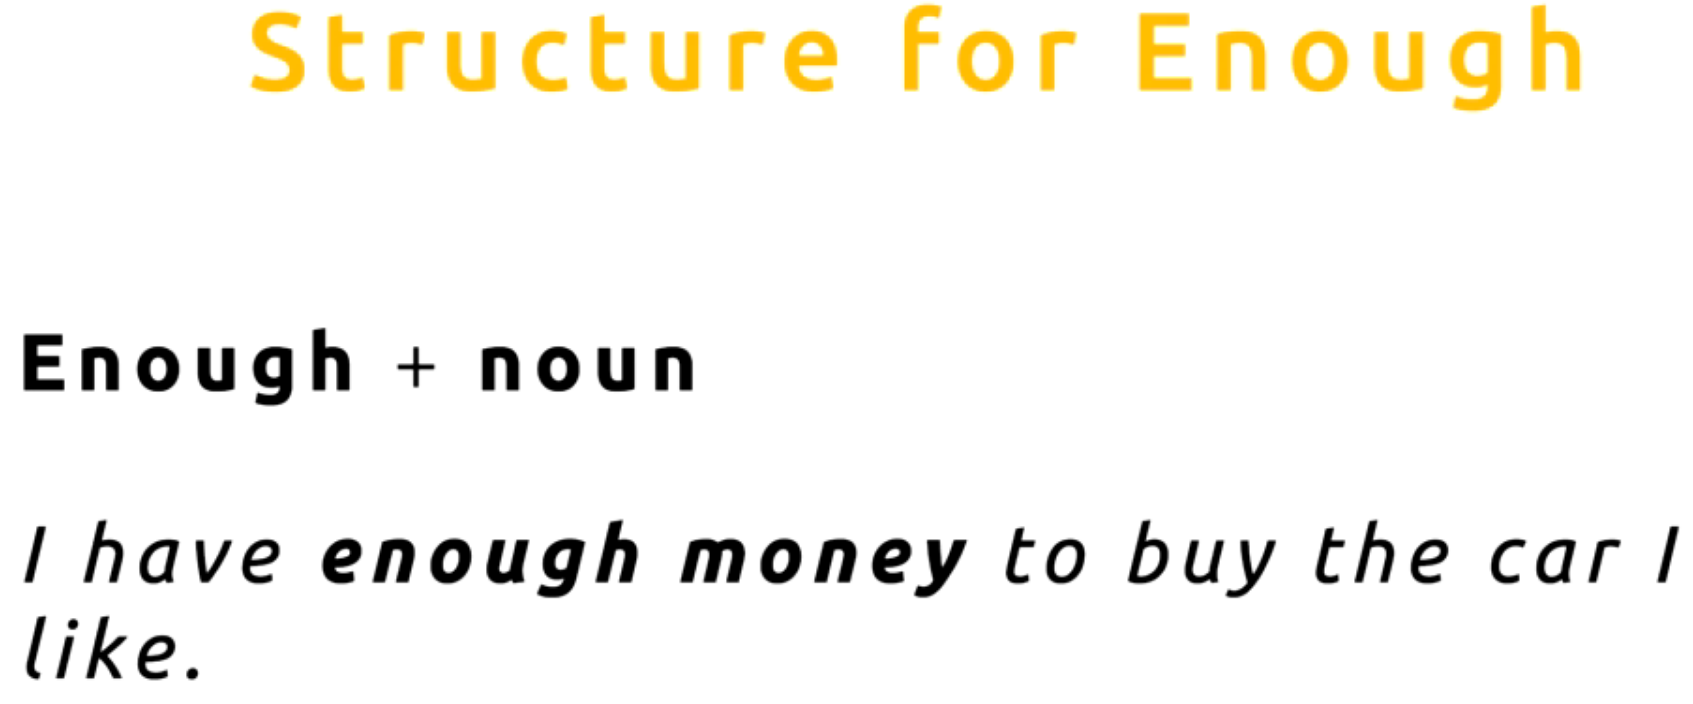 Structure for Enough
Enough + noun
I have enough money to buy the car I
like.